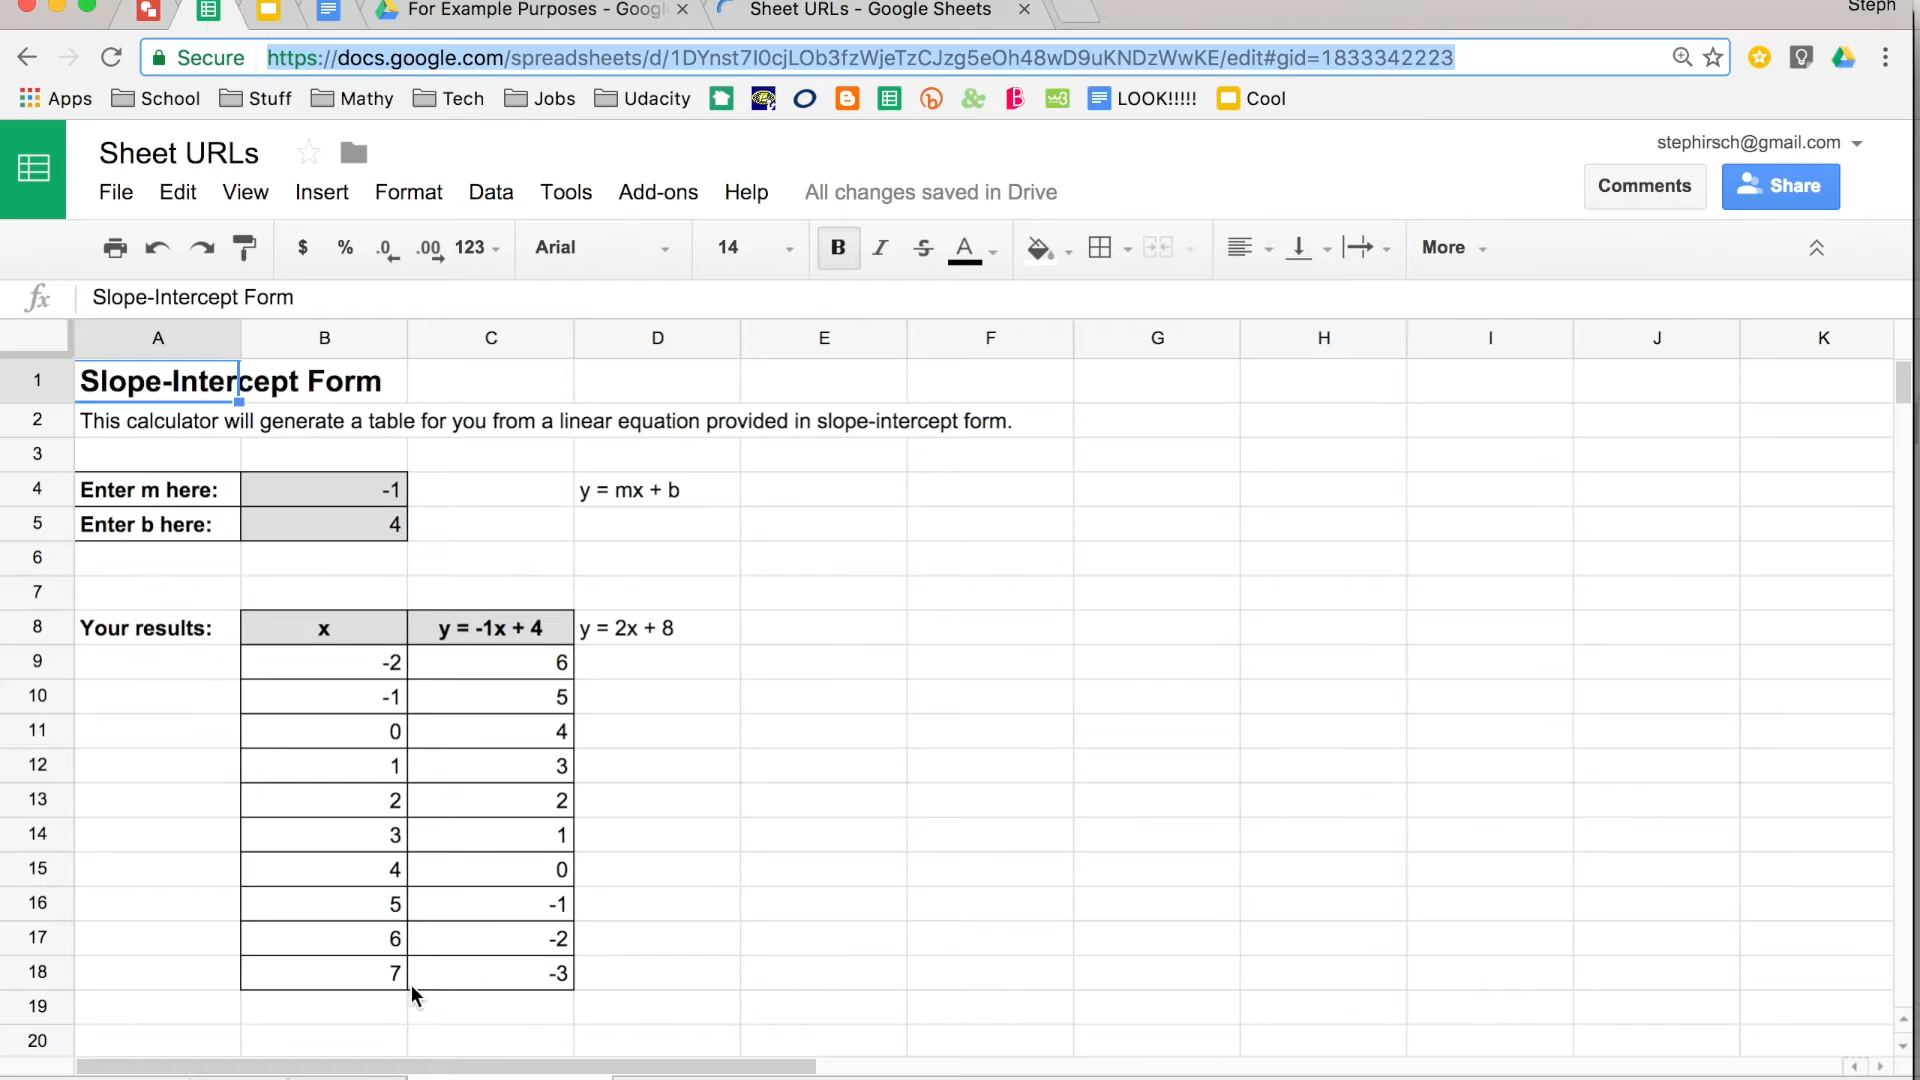 Steph
For Example Purposes - Googl
Sheet URLs - Google Sheets
Secure https://docs.google.com/spreadsheets/d/1DYnst7I0cjLOb3fzWjeTzCJzg5eOh48wD9uKNDzWwKE/edit#gid=1833342223
Apps School Stuff Mathy Tech Jobs Udacity LOOK!!!!! Cool
Sheet URLs
stephirsch@gmail.com
File Edit View Insert Format Data Tools Add-ons Help All changes saved in Drive
Comments Share
$ % .0 .00 123 Arial 14 B I S A More
fx Slope-Intercept Form
A B C D E F G H I J K
1 Slope-Intercept Form
2 This calculator will generate a table for you from a linear equation provided in slope-intercept form.
3
4 Enter m here: -1 y = mx + b
5 Enter b here: 4
6
7
8 Your results: x y = -1x + 4 y = 2x + 8
9 -2 6
10 -1 5
11 0 4
12 1 3
13 2 2
14 3 1
15 4 0
16 5 -1
17 6 -2
18 7 -3
19
20